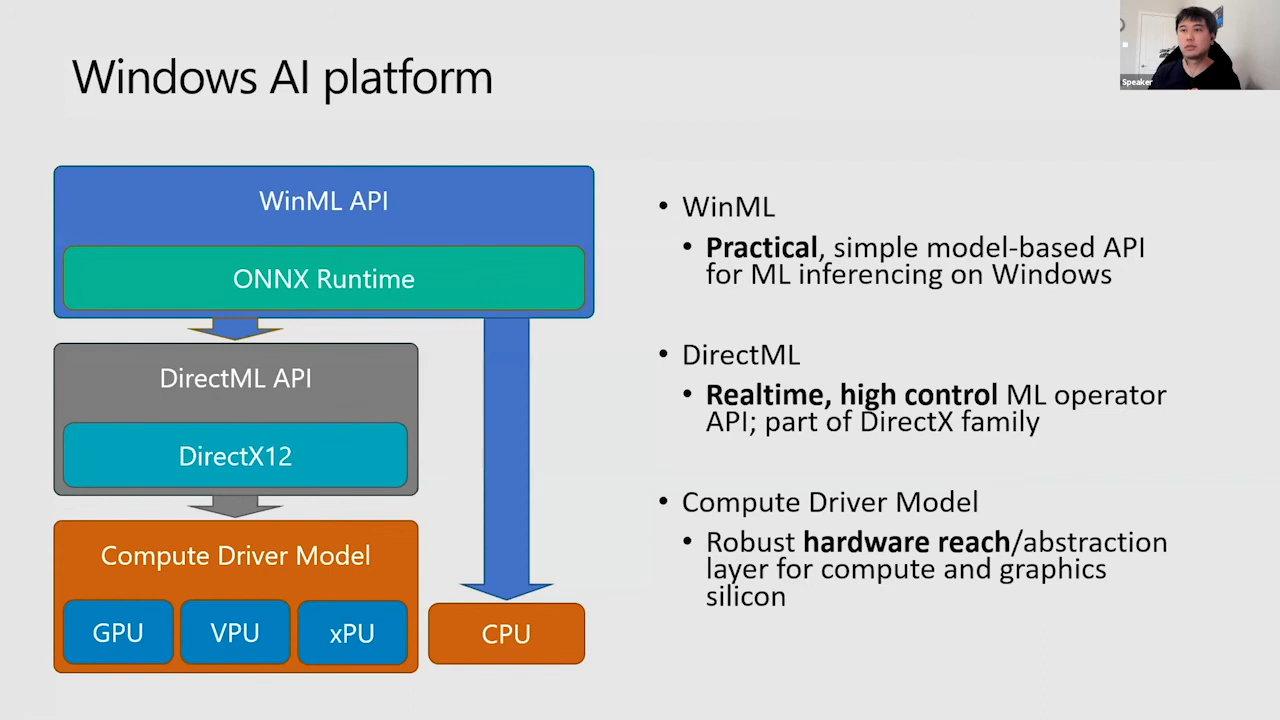 Windows AI platform
Speaker
WinML API
ONNX Runtime
DirectML API
DirectX12
Compute Driver Model
GPU
VPU
xPU
CPU
• WinML
• Practical, simple model-based API
for ML inferencing on Windows
• DirectML
• Realtime, high control ML operator
API; part of DirectX family
• Compute Driver Model
• Robust hardware reach/abstraction
layer for compute and graphics
silicon